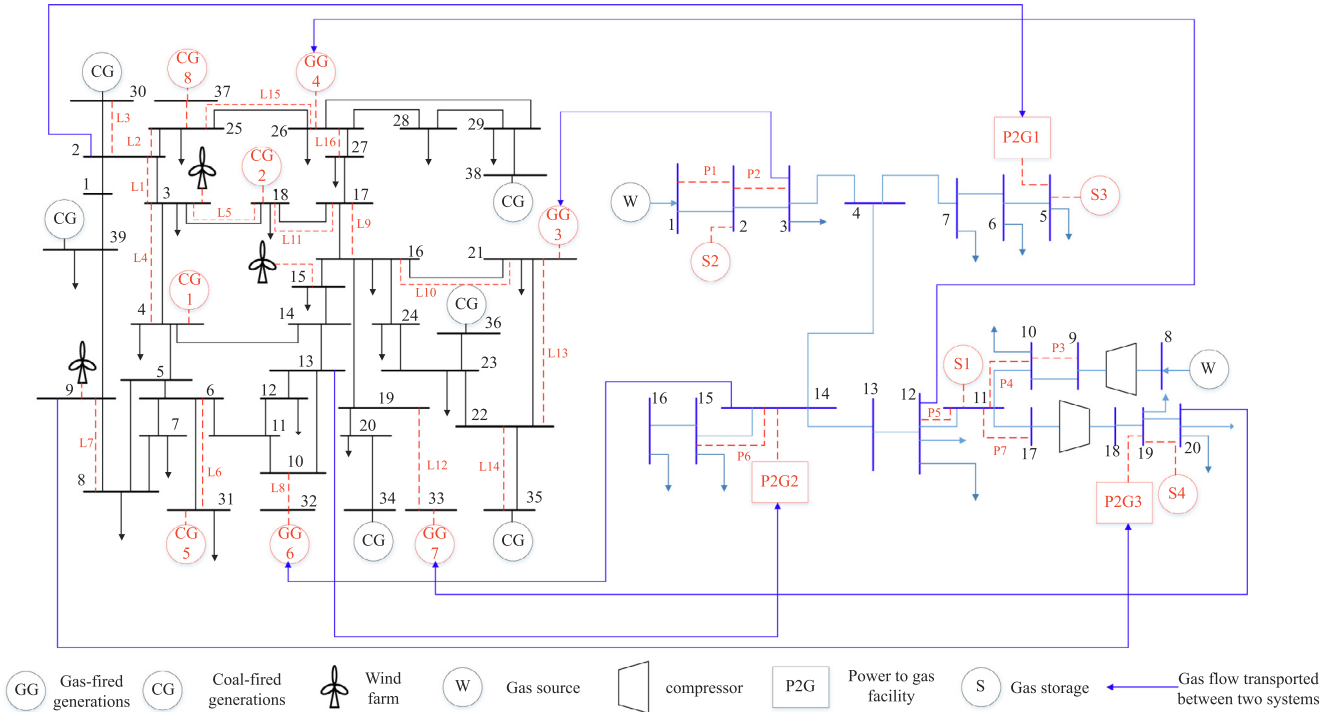 CG
30
CG
8
37
GG
4
L15
L3
L2
25
26
L16
28
29
27
2
1
L1
3
CG
2
18
17
38
CG
L5
L11
L9
CG
39
GG
3
L4
15
16
21
L10
CG
1
CG
4
14
24
36
L13
5
13
23
9
6
12
7
19
22
11
20
L7
L6
10
L12
L14
8
L8
31
32
34
33
35
CG
5
GG
6
CG
GG
7
CG
P2G1
P1
P2
W
1
2
3
4
7
6
5
S3
S2
S1
10
9
8
P3
W
P4
16
15
14
13
12
11
P5
P6
P7
17
18
19
20
P2G2
P2G3
S4
GG
Gas-fired
generations
CG
Coal-fired
generations
Wind
farm
W
Gas source
compressor
P2G
Power to gas
facility
S
Gas storage
Gas flow transported
between two systems